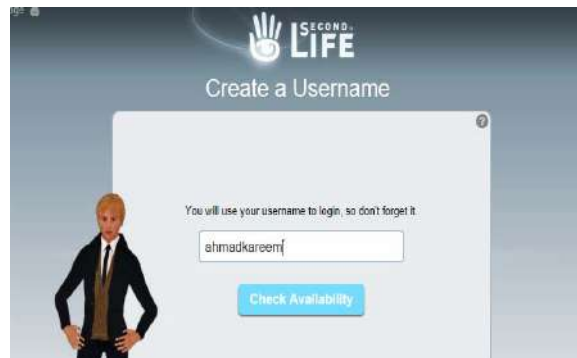 SECOND
LIFE
Create a Username
You will use your username to login, so don't forget it.
ahmadkareem
Check Availability